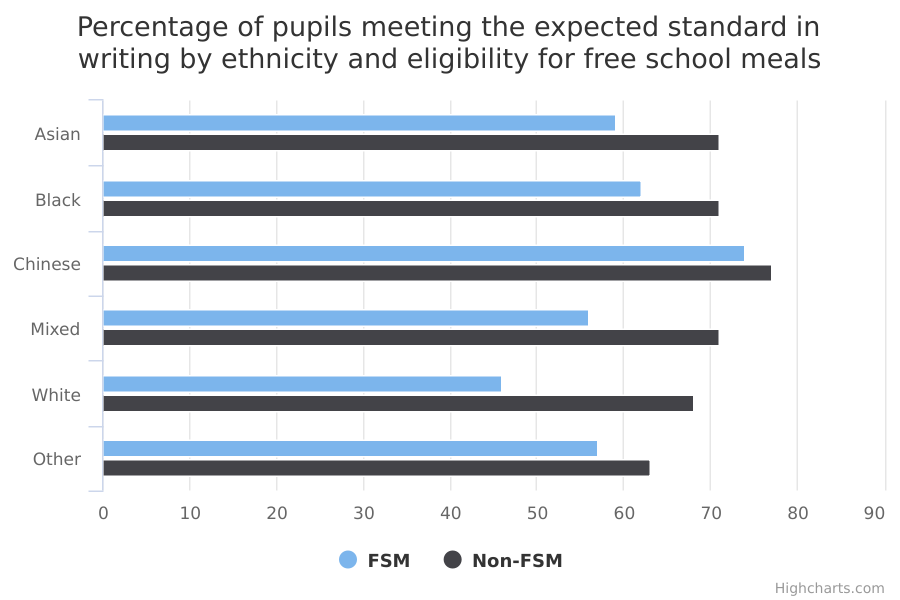 Percentage of pupils meeting the expected standard in
writing by ethnicity and eligibility for free school meals
Asian
Black
Chinese
Mixed
White
Other
0 10 20 30 40 50 60 70 80 90
FSM Non-FSM
Highcharts.com